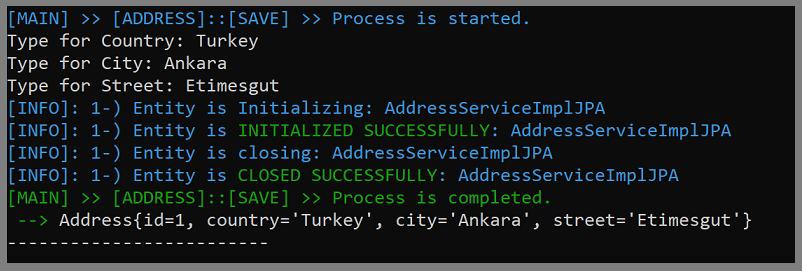 [MAIN] >> [ADDRESS]::[SAVE] >> Process is started.
Type for Country: Turkey
Type for City: Ankara
Type for Street: Etimesgut
[INFO]: 1-) Entity is Initializing: AddressServiceImplJPA
[INFO]: 1-) Entity is INITIALIZED SUCCESSFULLY: AddressServiceImplJPA
[INFO]: 1-) Entity is closing: AddressServiceImplJPA
[INFO]: 1-) Entity is CLOSED SUCCESSFULLY: AddressServiceImplJPA
[MAIN] >> [ADDRESS]::[SAVE] >> Process is completed.
 --> Address{id=1, country='Turkey', city='Ankara', street='Etimesgut'}
-------------------------